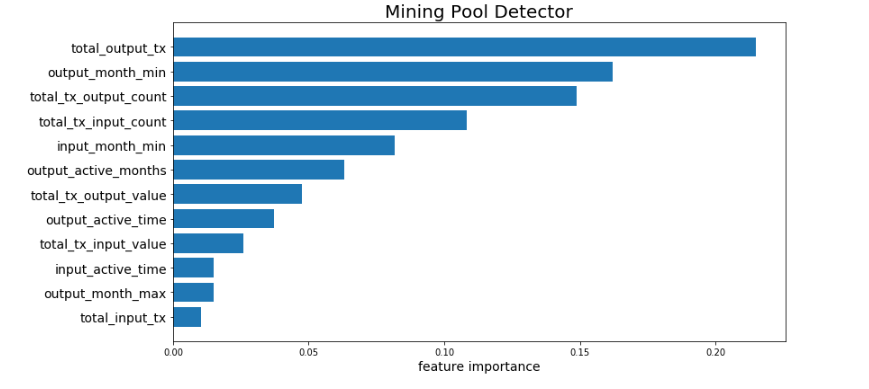 Mining Pool Detector
total_output_tx
output_month_min
total_tx_output_count
total_tx_input_count
input_month_min
output_active_months
total_tx_output_value
output_active_time
total_tx_input_value
input_active_time
output_month_max
total_input_tx
0.00 0.05 0.10 0.15 0.20
feature importance